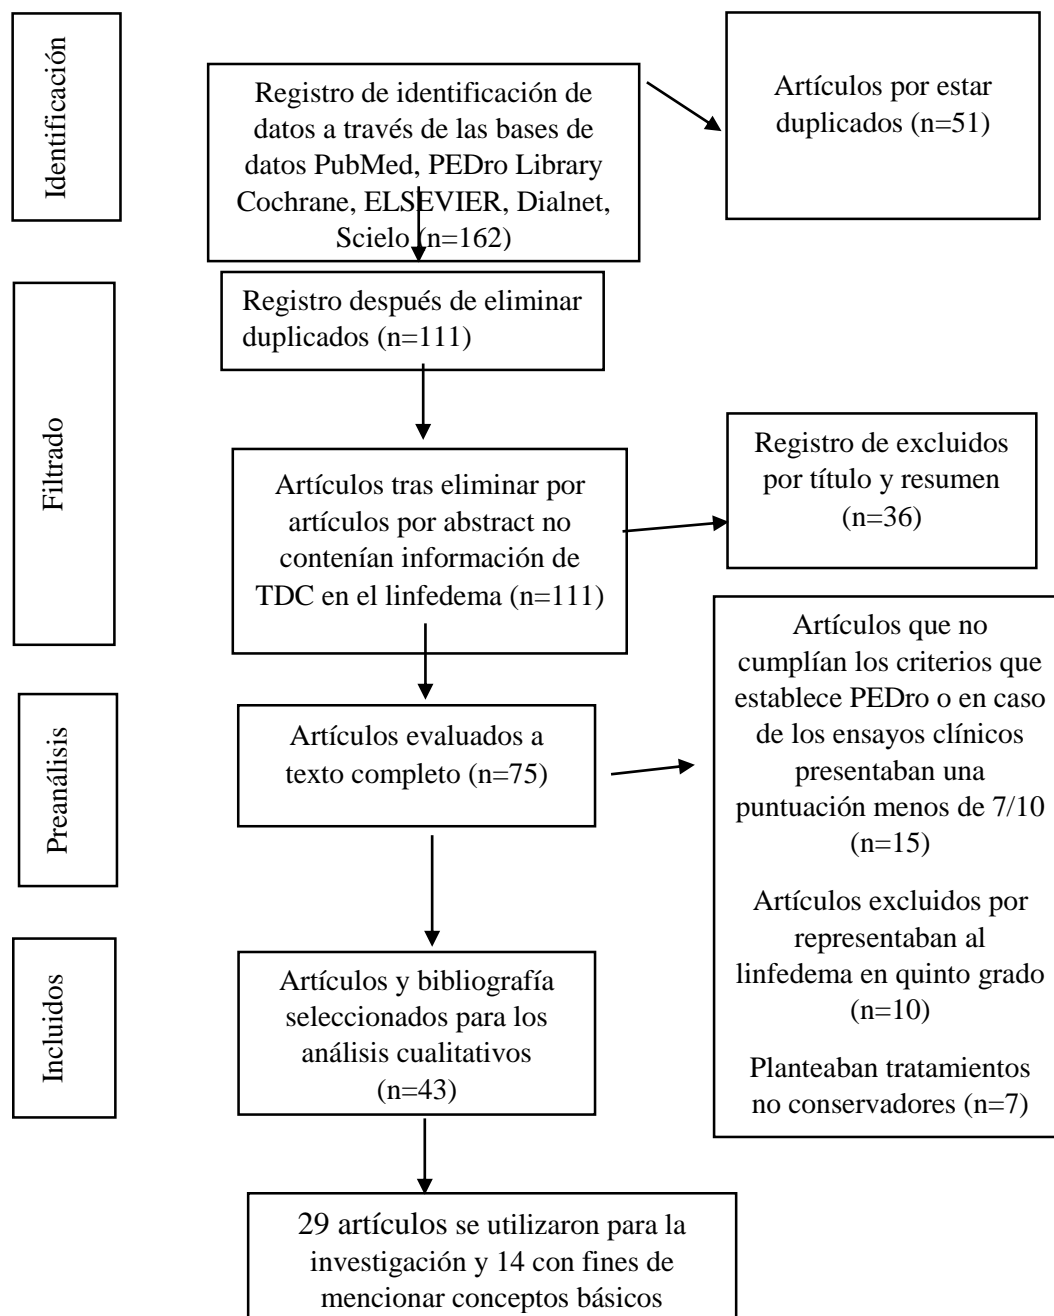 Identificación
Registro de identificación de
datos a través de las bases de
datos PubMed, PEDro Library
Cochrane, ELSEVIER, Dialnet,
Scielo (n=162)
Artículos por estar
duplicados (n=51)
Filtrado
Registro después de eliminar
duplicados (n=111)
Artículos tras eliminar por
artículos por abstract no
contenían información de
TDC en el linfedema (n=111)
Registro de excluidos
por título y resumen
(n=36)
Preanálisis
Artículos evaluados a
texto completo (n=75)
Artículos que no
cumplían los criterios que
establece PEDro o en caso
de los ensayos clínicos
presentaban una
puntuación menos de 7/10
(n=15)
Artículos excluidos por
representaban al
linfedema en quinto grado
(n=10)
Planteaban tratamientos
no conservadores (n=7)
Incluidos
Artículos y bibliografía
seleccionados para los
análisis cualitativos
(n=43)
29 artículos se utilizaron para la
investigación y 14 con fines de
mencionar conceptos básicos